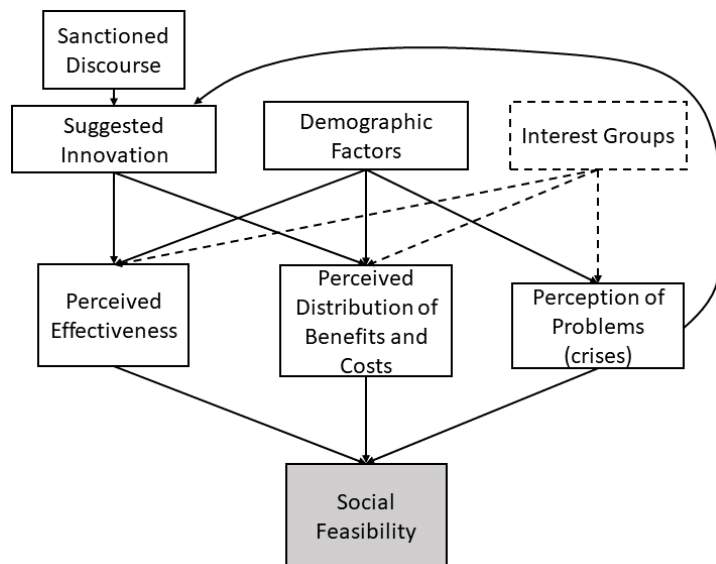 Sanctioned
Discourse
Suggested
Innovation
Demographic
Factors
Interest Groups
Perceived
Effectiveness
Perceived
Distribution of
Benefits and
Costs
Perception of
Problems
(crises)
Social
Feasibility